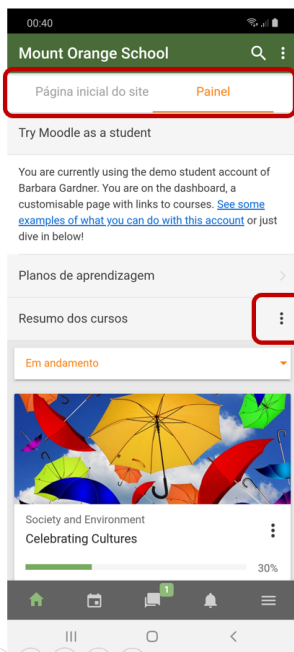 00:40
Mount Orange School
Página inicial do site
Painel
Try Moodle as a student
You are currently using the demo student account of
Barbara Gardner. You are on the dashboard, a
customisable page with links to courses. See some
examples of what you can do with this account or just
dive in below!
Planos de aprendizagem
Resumo dos cursos
Em andamento
Society and Environment
Celebrating Cultures
30%
1